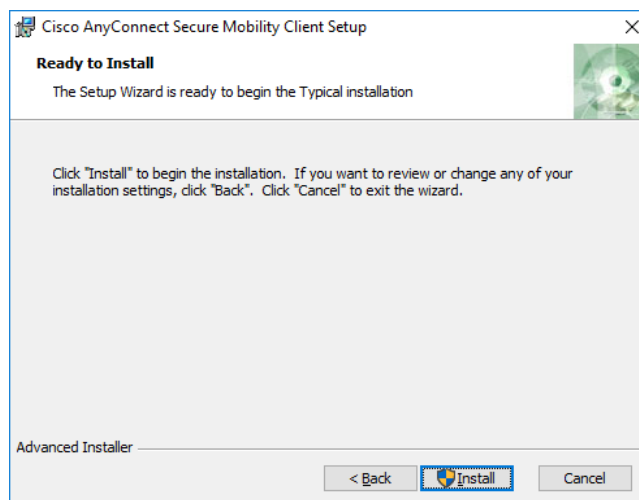 Cisco AnyConnect Secure Mobility Client Setup
Ready to Install
The Setup Wizard is ready to begin the Typical installation
Click "Install" to begin the installation.  If you want to review or change any of your
installation settings, click "Back".  Click "Cancel" to exit the wizard.
Advanced Installer
< Back
Install
Cancel